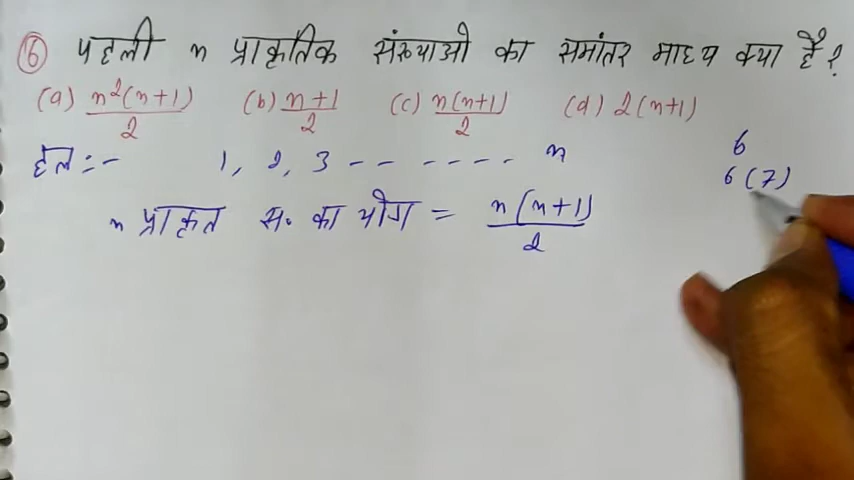 ⑥ पहली n प्राकृतिक संख्याओ का समांतर माध्य क्या है ?
(a) n²(n+1)/2 (b) n+1/2 (c) n(n+1)/2 (d) 2(n+1)
हल :- 1, 2, 3 -- ----.. n
n प्राकृत सं. का योग = n(n+1)/2
6
6(7)